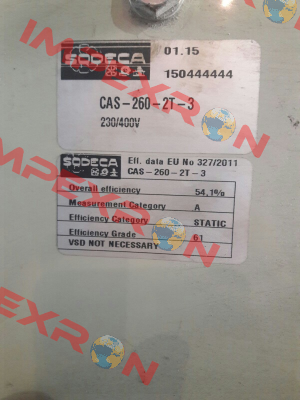 SODECA
01.15
150444444
CAS-260-2T-3
230/400V
SODECA
Eff. data EU No 327/2011
CAS-260-2T-3
Overall efficiency 54,1%
Measurement Category A
Efficiency Category STATIC
Efficiency Grade 61
VSD NOT NECESSARY
IMPEXRON
IMPEXRON
IMPEXRON